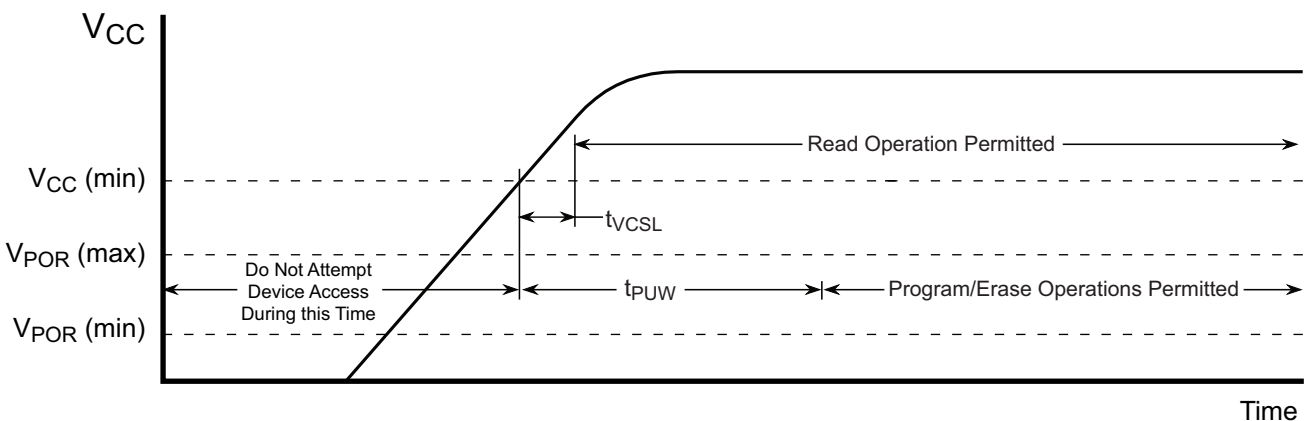 VCC
Read Operation Permitted
VCC (min)
tVCSL
VPOR (max)
Do Not Attempt
Device Access
During this Time
tPUW
Program/Erase Operations Permitted
VPOR (min)
Time